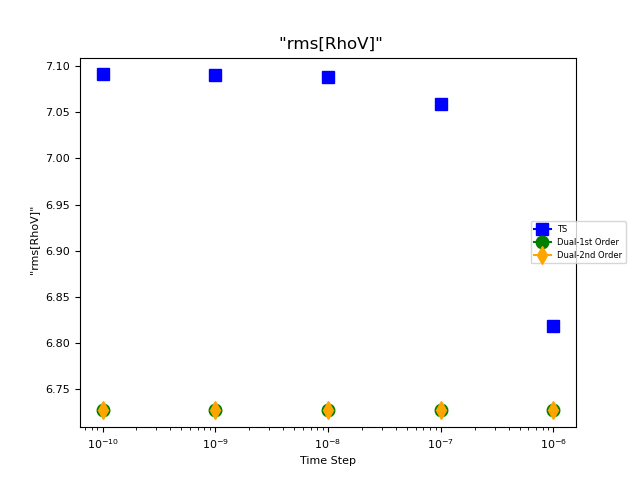 "rms[RhoV]"
7.10
7.05
7.00
6.95
6.90
6.85
6.80
6.75
"rms[RhoV]"
TS
Dual-1st Order
Dual-2nd Order
10⁻¹⁰ 10⁻⁹ 10⁻⁸ 10⁻⁷ 10⁻⁶
Time Step